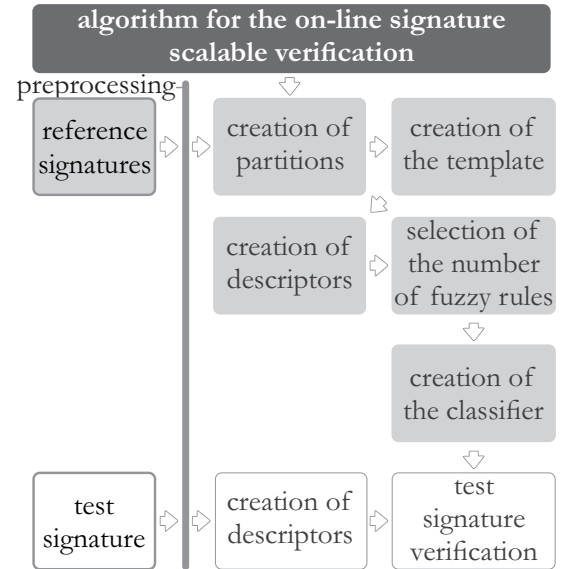 algorithm for the on-line signature
scalable verification
preprocessing
reference
signatures
creation of
partitions
creation of
the template
creation of
descriptors
selection of
the number
of fuzzy rules
creation of
the classifier
test
signature
creation of
descriptors
test
signature
verification